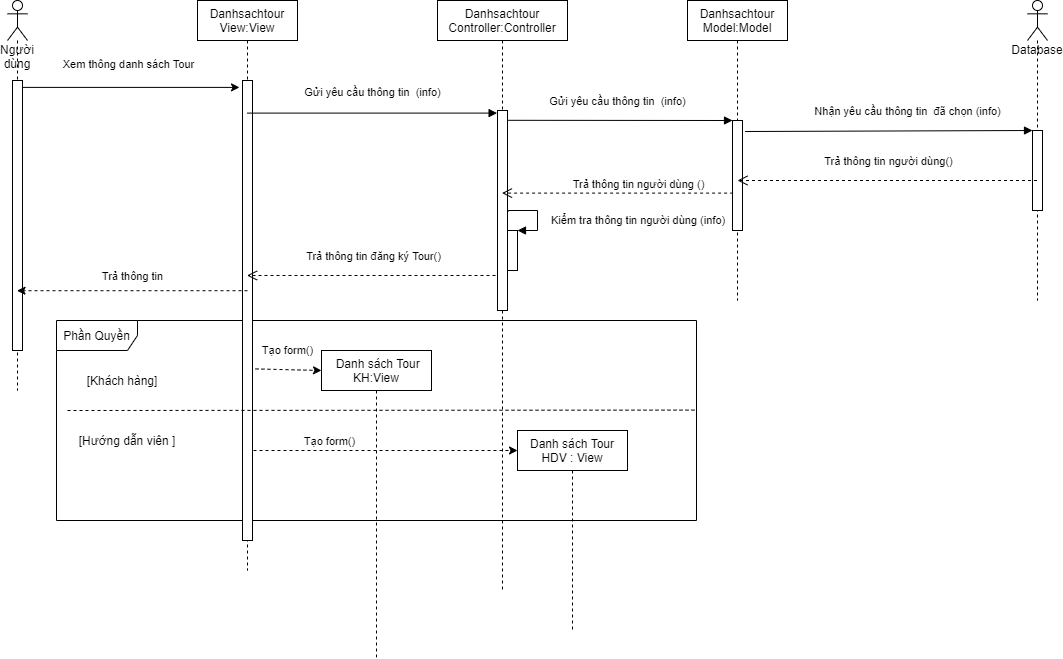 Danhsachtour
View:View
Danhsachtour
Controller:Controller
Danhsachtour
Model:Model
Người
dùng
Database
Xem thông danh sách Tour
Gửi yêu cầu thông tin (info)
Gửi yêu cầu thông tin (info)
Nhận yêu cầu thông tin đã chọn (info)
Trả thông tin người dùng()
Trả thông tin người dùng ()
Kiểm tra thông tin người dùng (info)
Trả thông tin đăng ký Tour()
Trả thông tin
Phần Quyền
Tạo form()
Danh sách Tour
KH:View
[Khách hàng]
[Hướng dẫn viên ]
Tạo form()
Danh sách Tour
HDV : View